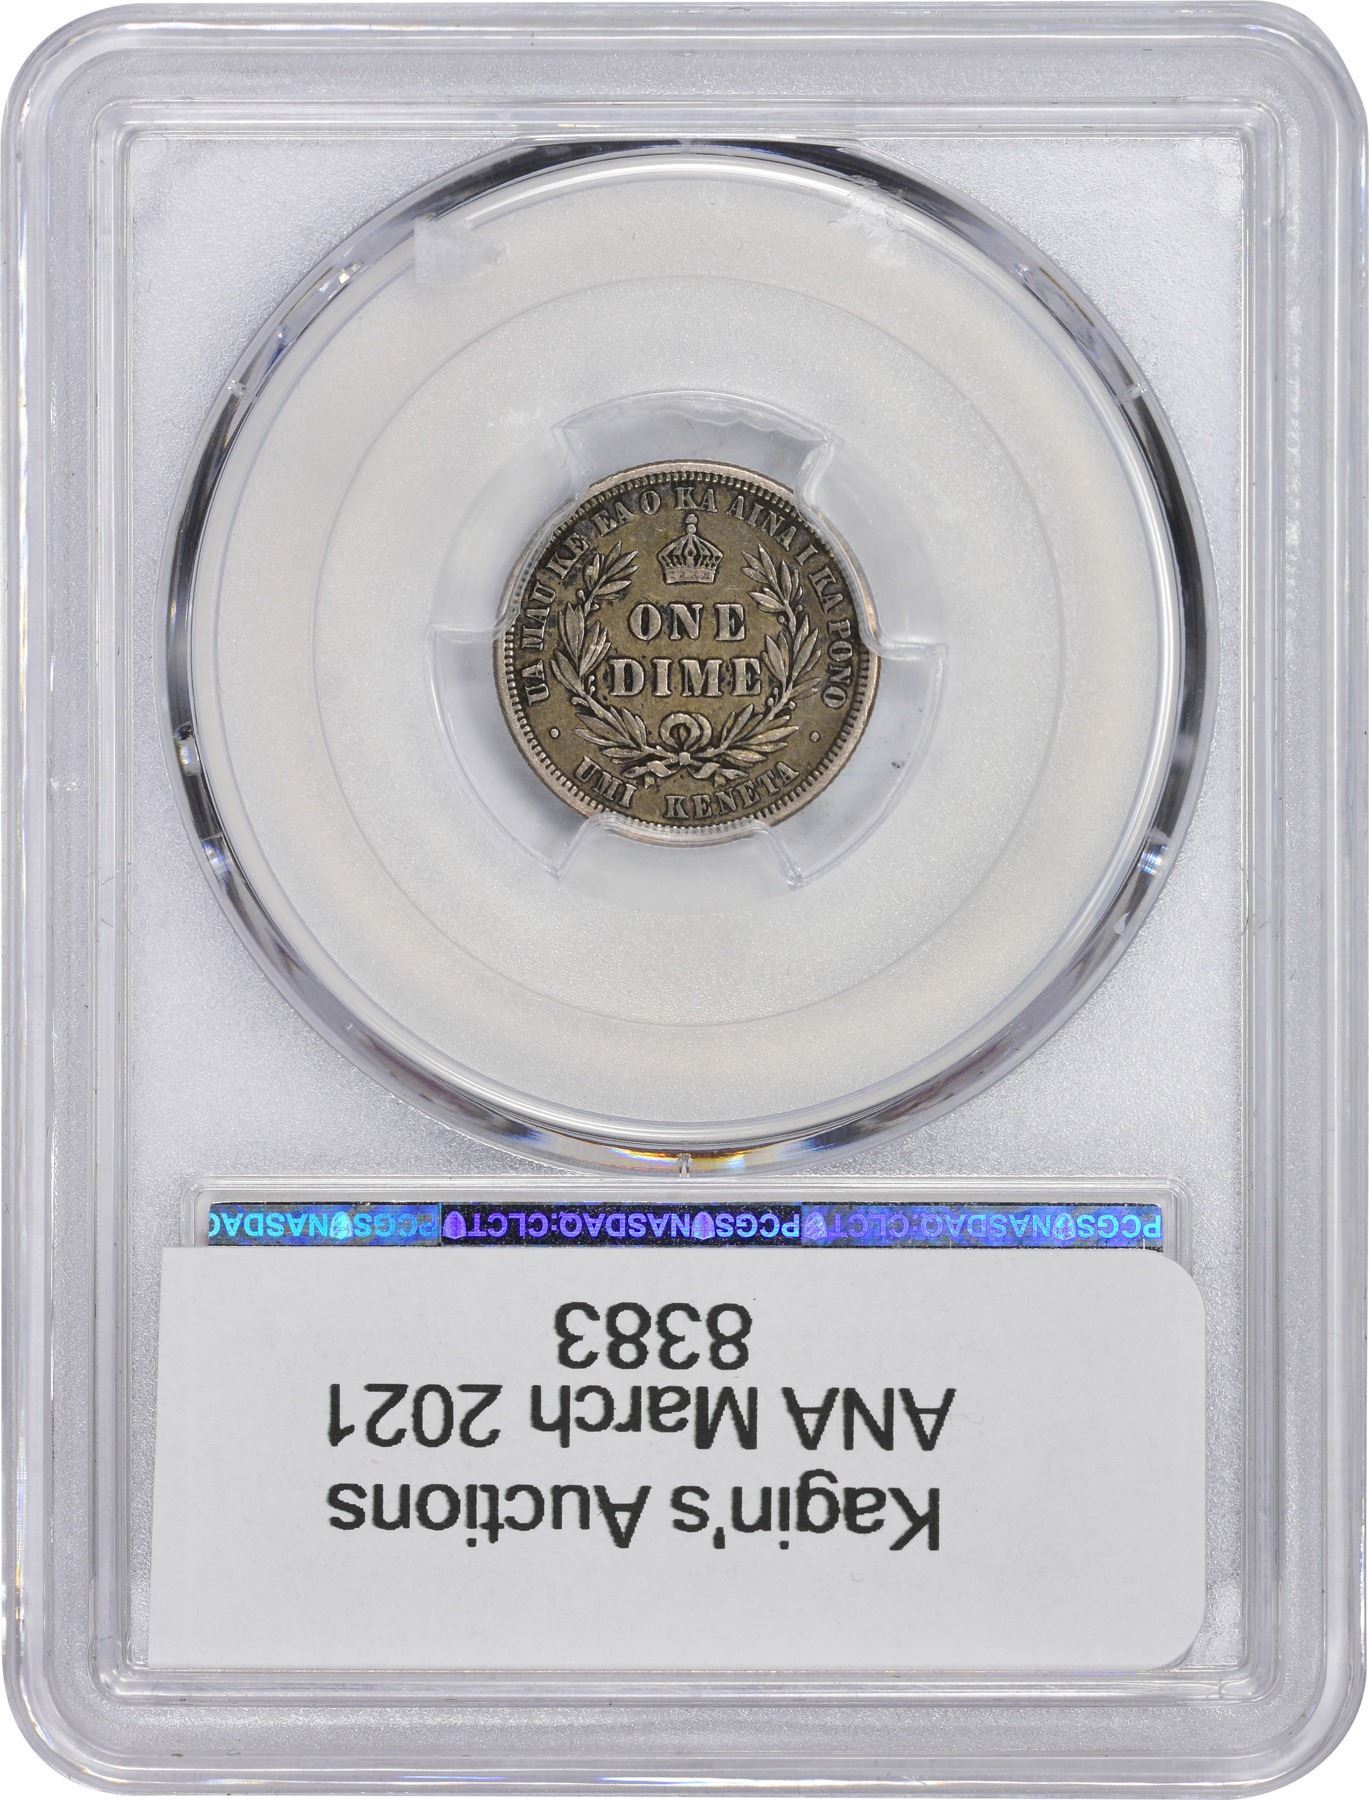 UA MAU KE EA O KA AINA I KA PONO
ONE
DIME
UMI KENETA
Kagin's Auctions
ANA March 2021
8383
PCGS NASDAQ:CLCT PCGS NASDAQ:CLCT PCGS NASDAQ